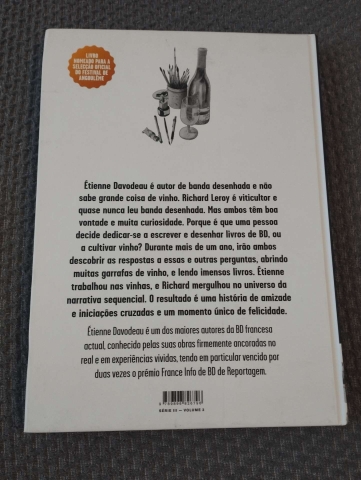 LIVRO
NOMEADO PARA A
SELECÇÃO OFICIAL
DO FESTIVAL DE
ANGOULÊME
Étienne Davodeau é autor de banda desenhada e não
sabe grande coisa de vinho. Richard Leroy é viticultor e
quase nunca leu banda desenhada. Mas ambos têm boa
vontade e muita curiosidade. Porque é que uma pessoa
decide dedicar-se a escrever e desenhar livros de BD, ou
a cultivar vinho? Durante mais de um ano, irão ambos
descobrir as respostas a essas e outras perguntas, abrindo
muitas garrafas de vinho, e lendo imensos livros. Étienne
trabalhou nas vinhas, e Richard mergulhou no universo da
narrativa sequencial. O resultado é uma história de amizade
e iniciações cruzadas e um momento único de felicidade.
Étienne Davodeau é um dos maiores autores da BD francesa
actual, conhecido pelas suas obras firmemente ancoradas no
real e em experiências vividas, tendo em particular vencido por
duas vezes o prémio France Info de BD de Reportagem.